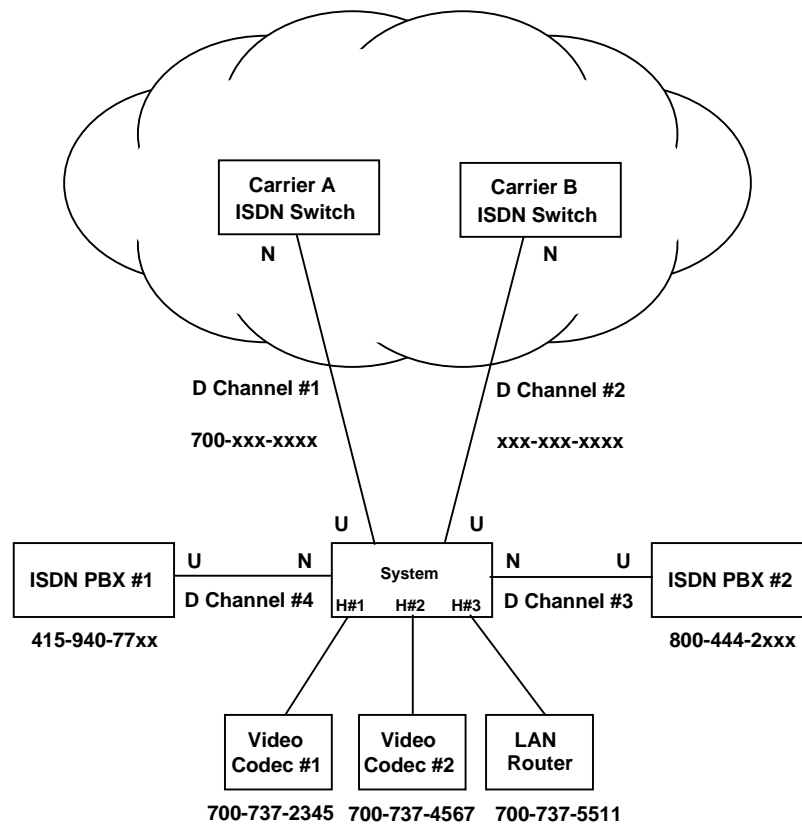 Carrier A
ISDN Switch
Carrier B
ISDN Switch
N
N
D Channel #1
D Channel #2
700-xxx-xxxx
xxx-xxx-xxxx
U
U
ISDN PBX #1
U
N
System
N
U
ISDN PBX #2
D Channel #4
H#1
H#2
H#3
D Channel #3
415-940-77xx
800-444-2xxx
Video
Codec #1
Video
Codec #2
LAN
Router
700-737-2345
700-737-4567
700-737-5511